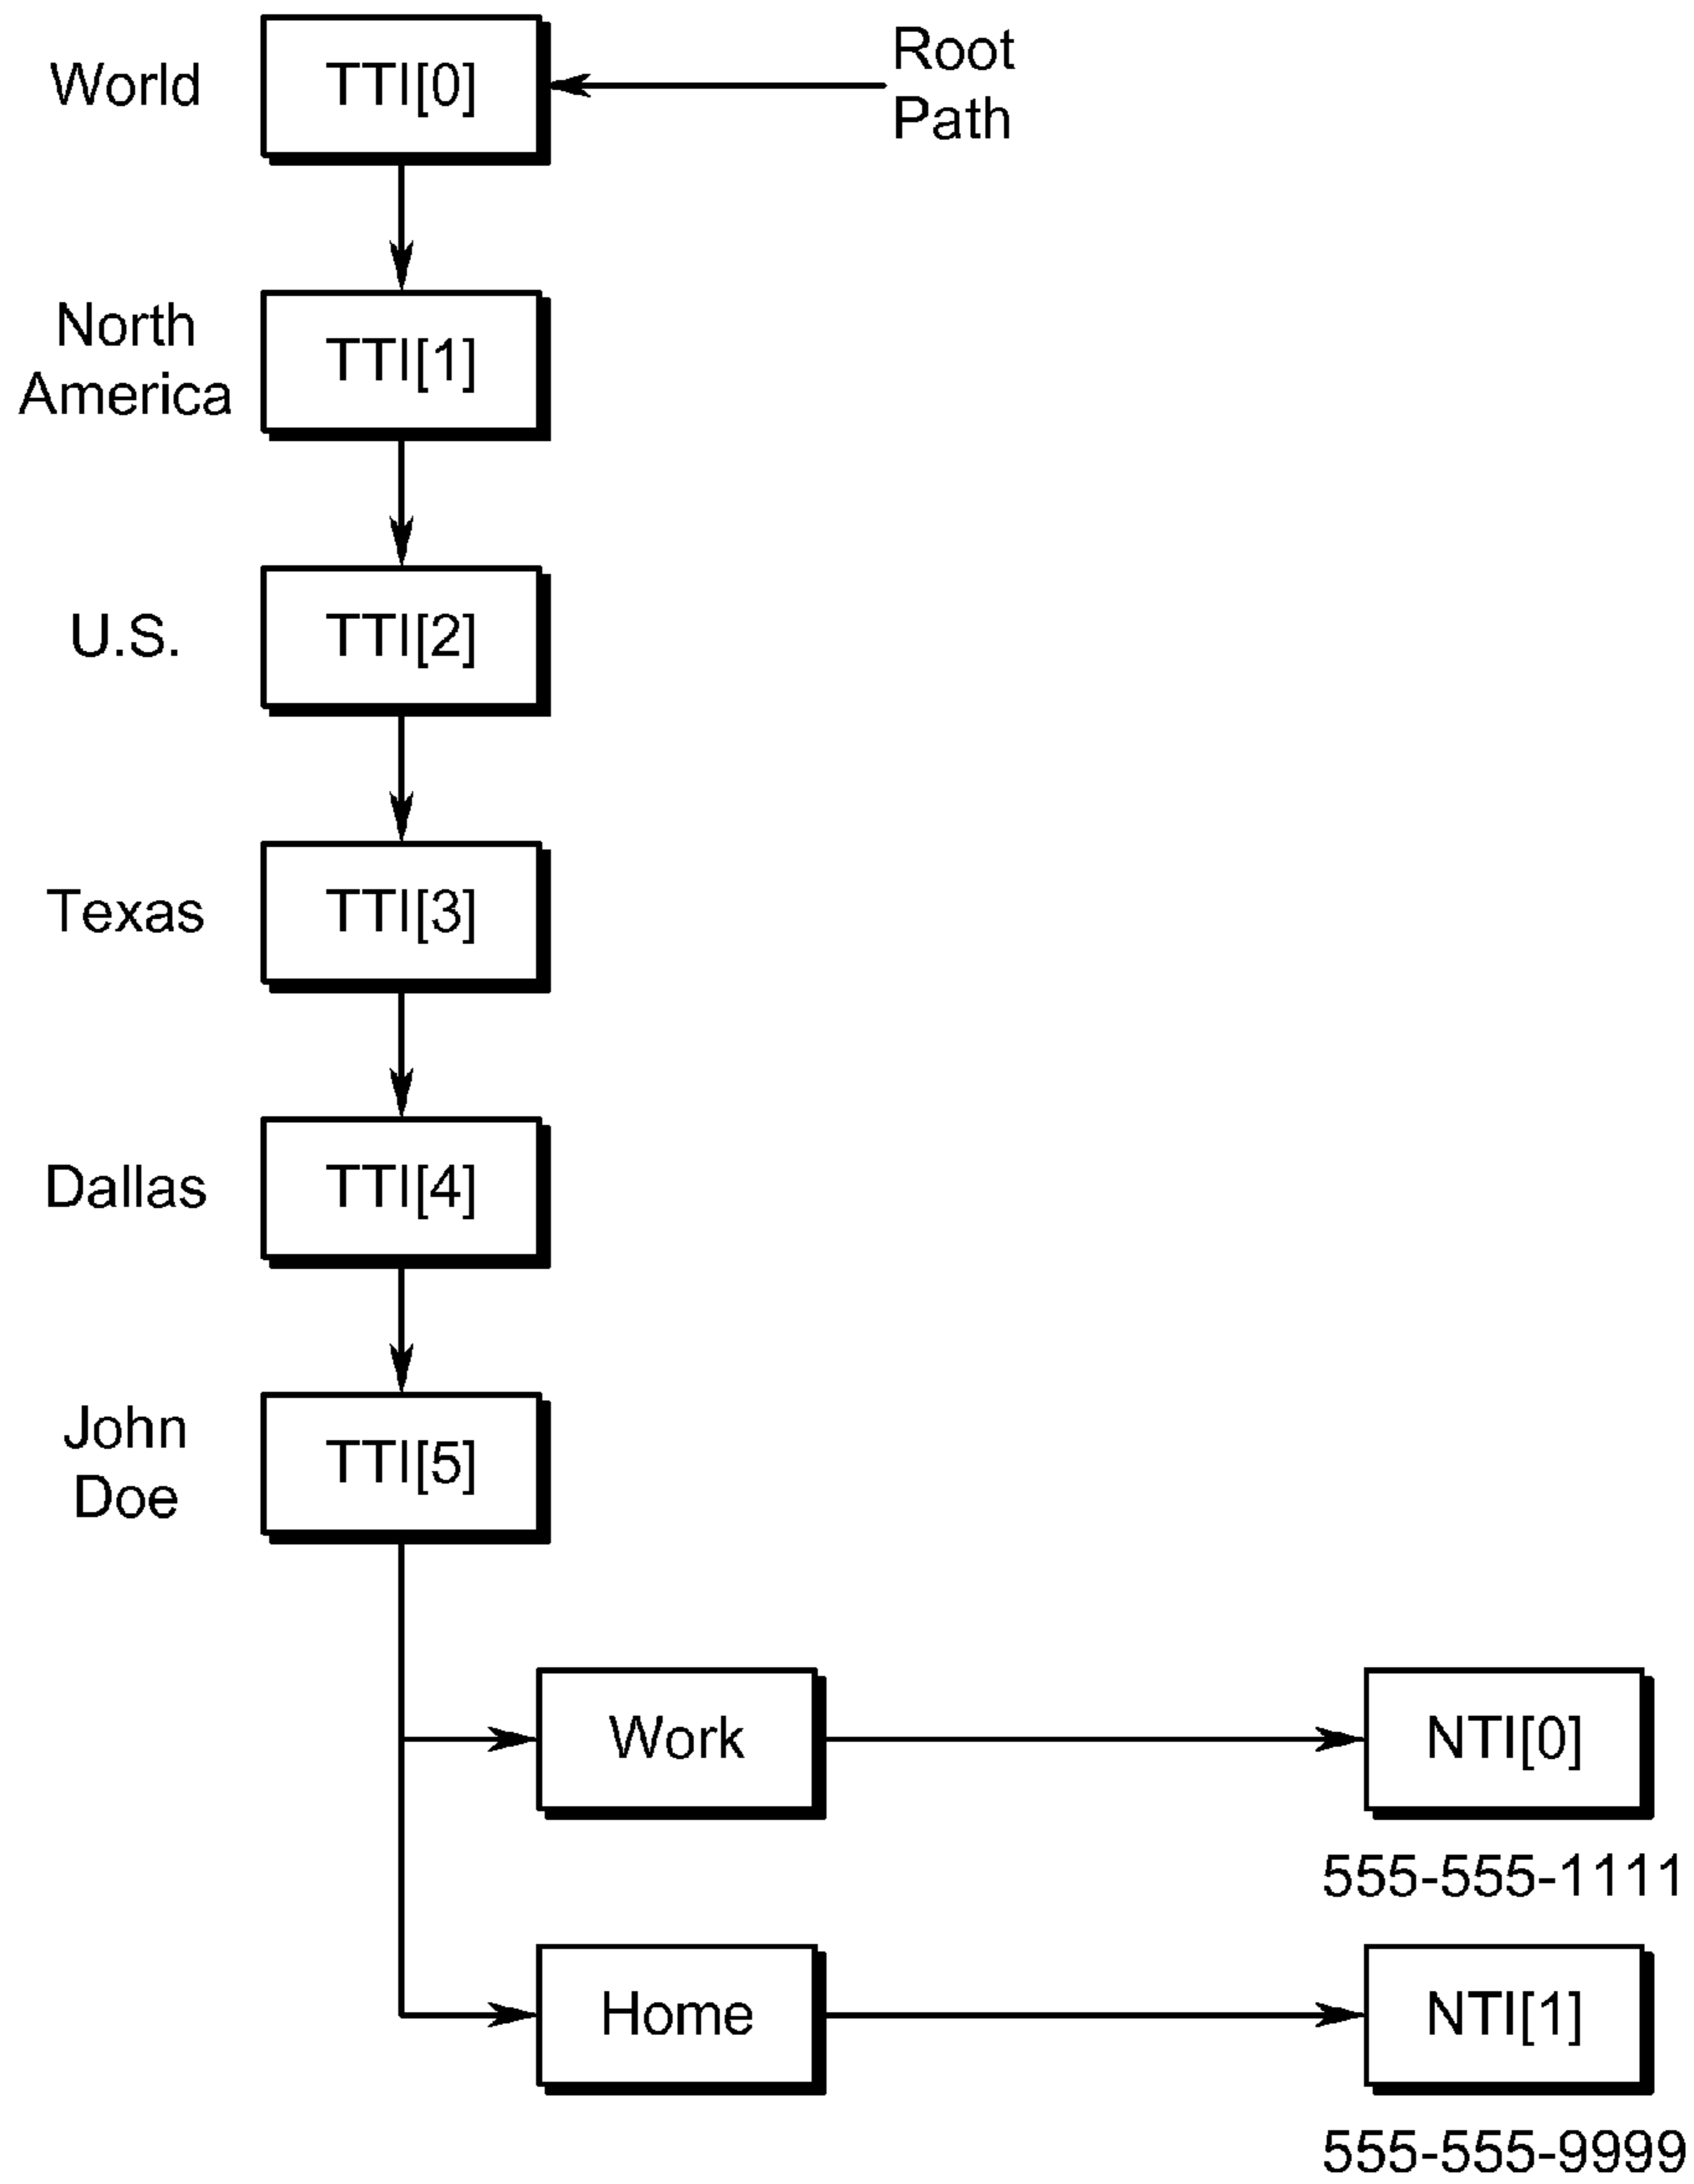 World
TTI[0]
Root
Path
North
America
TTI[1]
U.S.
TTI[2]
Texas
TTI[3]
Dallas
TTI[4]
John
Doe
TTI[5]
Work
NTI[0]
555-555-1111
Home
NTI[1]
555-555-9999